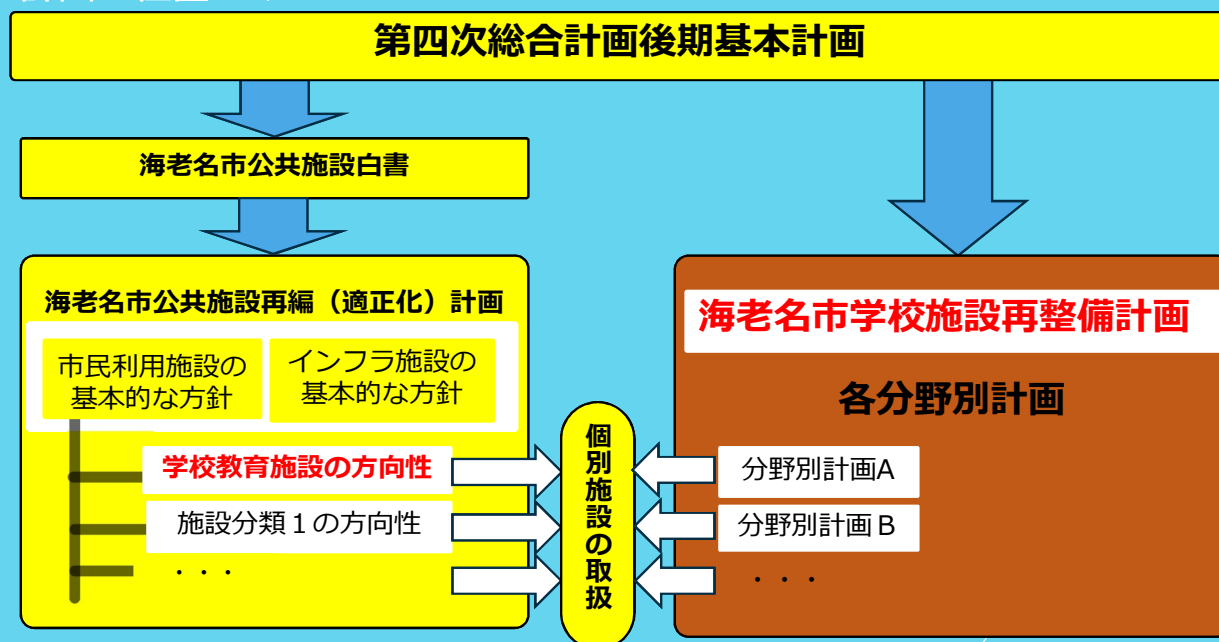 第四次総合計画後期基本計画
海老名市公共施設白書
海老名市公共施設再編（適正化）計画
市民利用施設の
基本的な方針
インフラ施設の
基本的な方針
学校教育施設の方向性
施設分類１の方向性
・・・
個別施設の取扱
海老名市学校施設再整備計画
各分野別計画
分野別計画A
分野別計画Ｂ
・・・